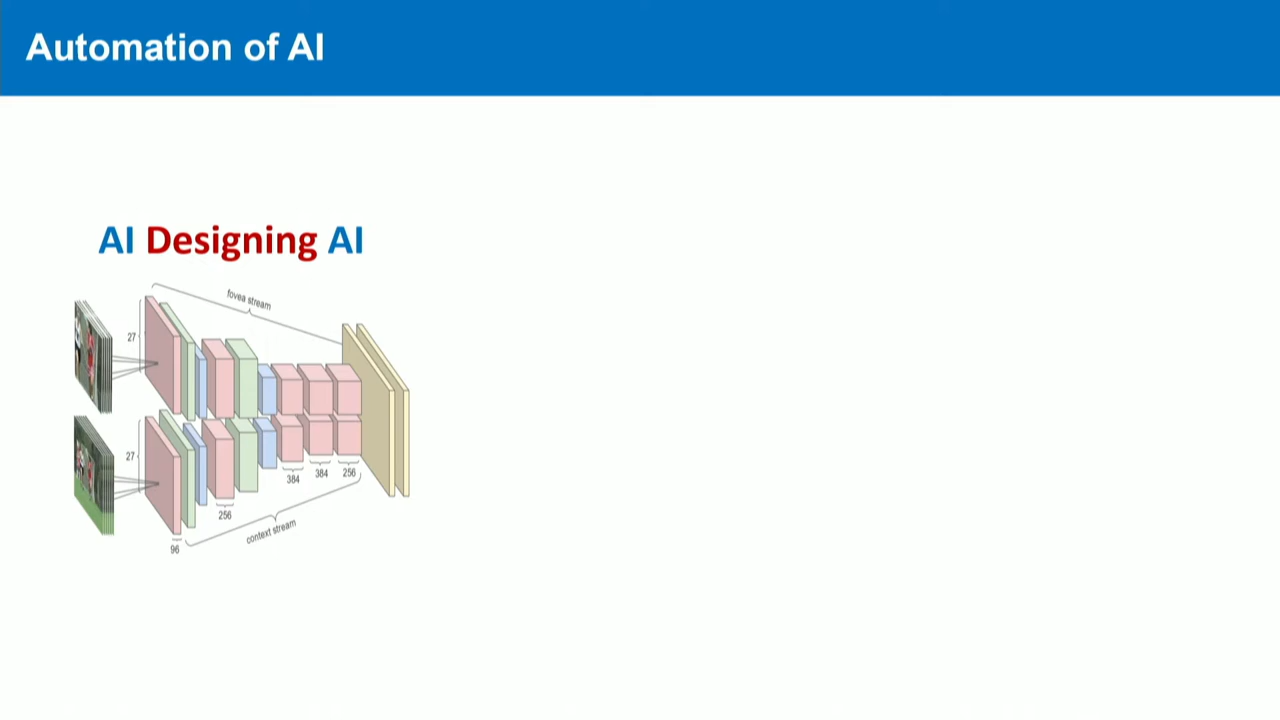 Automation of AI
AI Designing AI
fovea stream
27
27
384
384
256
256
context stream
96